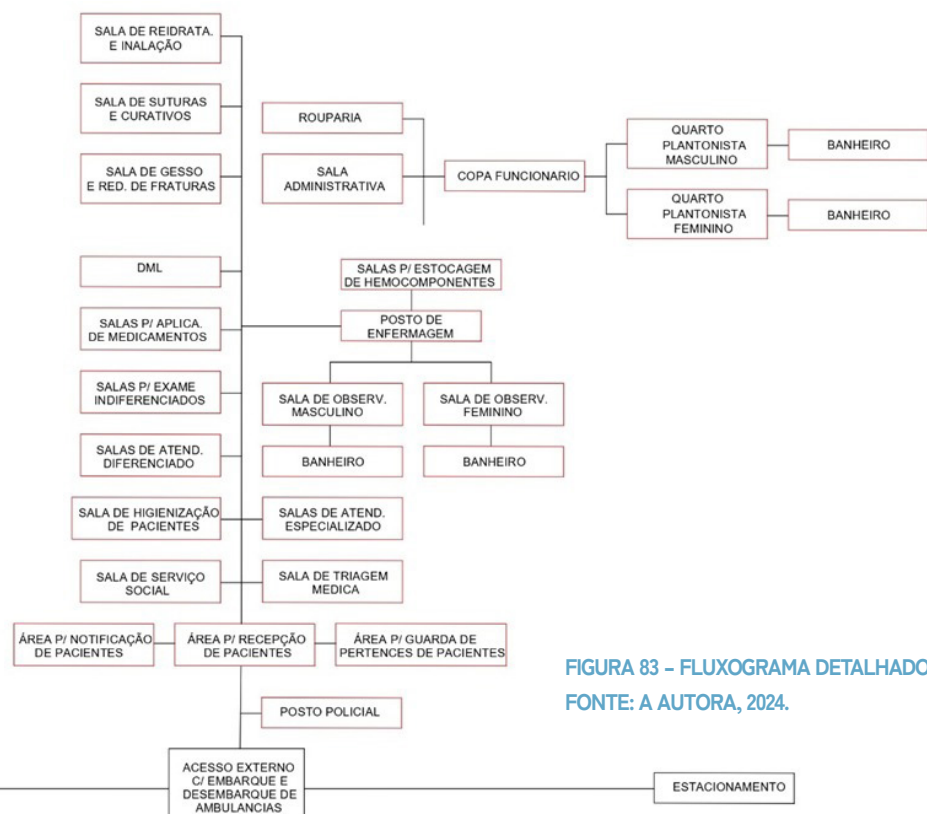 SALA DE REIDRATA.
E INALAÇÃO
SALA DE SUTURAS
E CURATIVOS
ROUPARIA
QUARTO
PLANTONISTA
MASCULINO
BANHEIRO
SALA DE GESSO
E RED. DE FRATURAS
SALA
ADMINISTRATIVA
COPA FUNCIONARIO
QUARTO
PLANTONISTA
FEMININO
BANHEIRO
DML
SALAS P/ ESTOCAGEM
DE HEMOCOMPONENTES
SALAS P/ APLICA.
DE MEDICAMENTOS
POSTO DE
ENFERMAGEM
SALAS P/ EXAME
INDIFERENCIADOS
SALA DE OBSERV.
MASCULINO
SALA DE OBSERV.
FEMININO
SALAS DE ATEND.
DIFERENCIADO
BANHEIRO
BANHEIRO
SALA DE HIGIENIZAÇÃO
DE PACIENTES
SALAS DE ATEND.
ESPECIALIZADO
SALA DE SERVIÇO
SOCIAL
SALA DE TRIAGEM
MEDICA
ÁREA P/ NOTIFICAÇÃO
DE PACIENTES
ÁREA P/ RECEPÇÃO
DE PACIENTES
ÁREA P/ GUARDA DE
PERTENCES DE PACIENTES
FIGURA 83 – FLUXOGRAMA DETALHADO
FONTE: A AUTORA, 2024.
POSTO POLICIAL
ACESSO EXTERNO
C/ EMBARQUE E
DESEMBARQUE DE
AMBULANCIAS
ESTACIONAMENTO